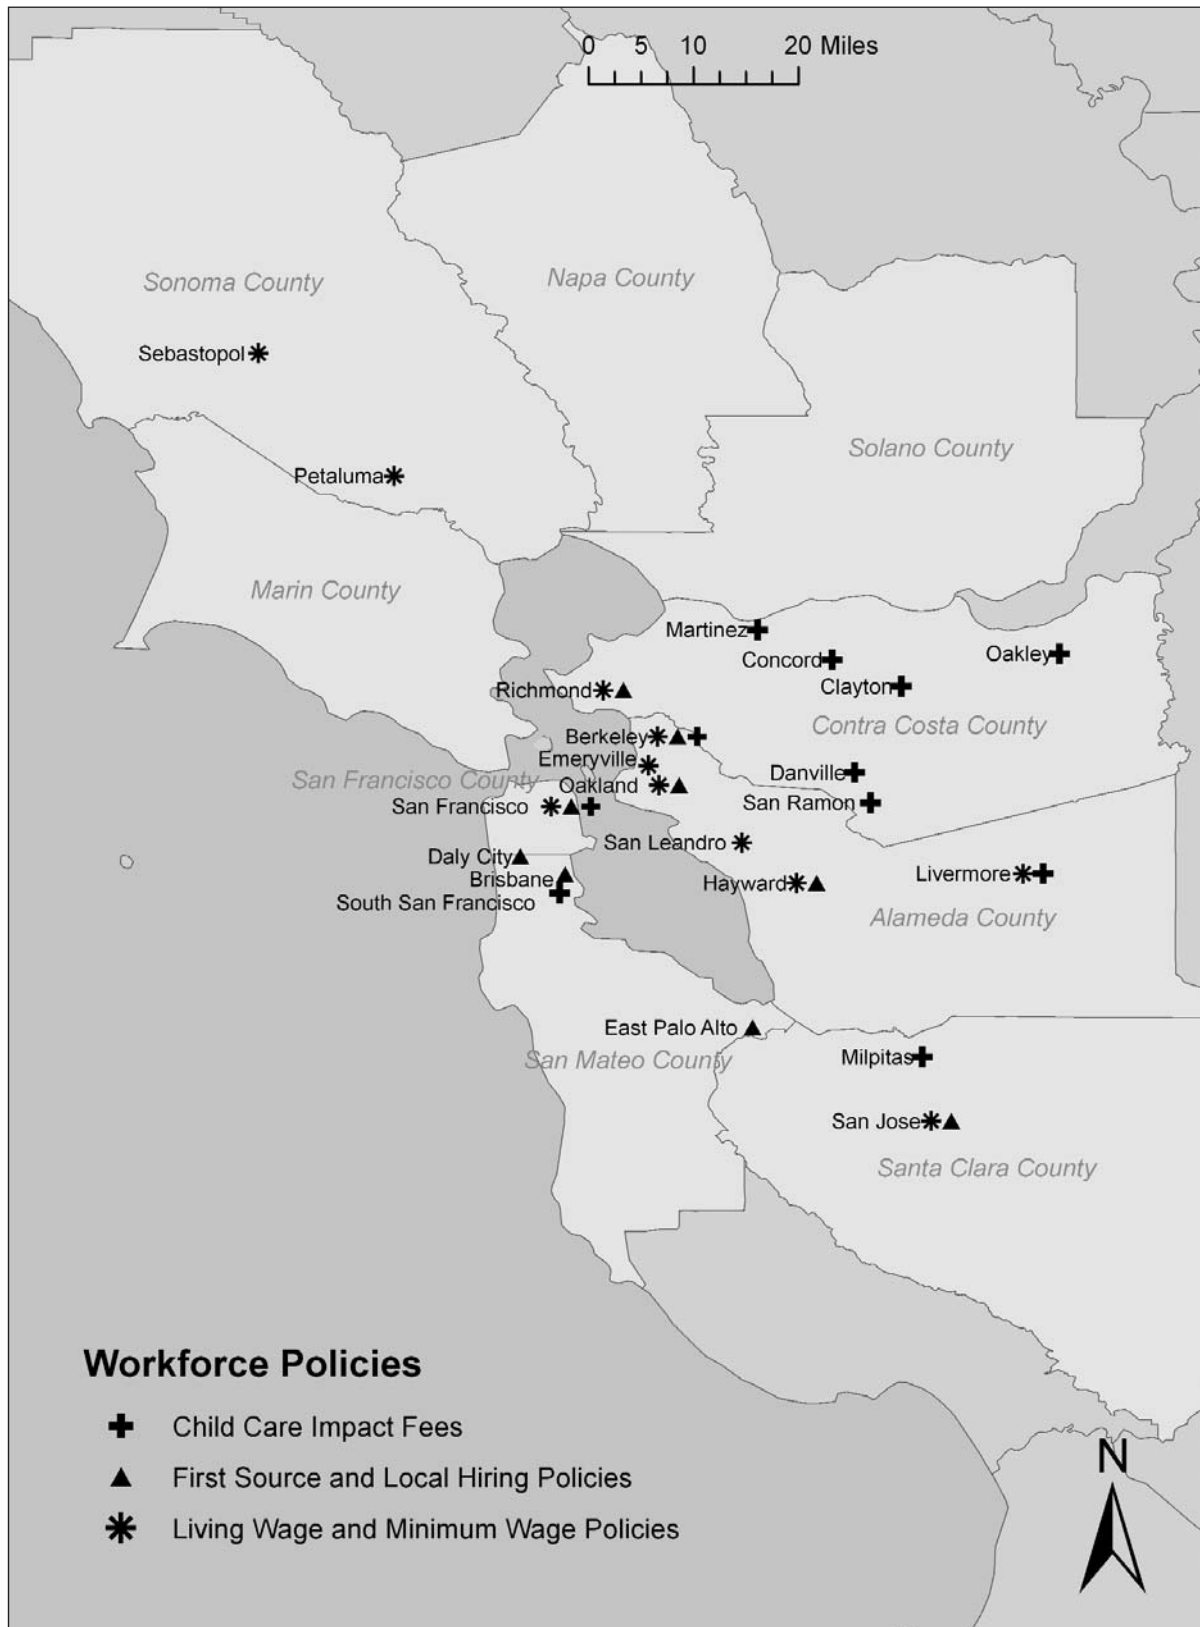 0 5 10 20 Miles
Sonoma County
Napa County
Sebastopol
Solano County
Petaluma
Marin County
Martinez
Concord
Oakley
Clayton
Richmond
Contra Costa County
Berkeley
Emeryville
Danville
San Francisco County
Oakland
San Ramon
San Francisco
San Leandro
Daly City
Brisbane
Hayward
Livermore
South San Francisco
Alameda County
East Palo Alto
San Mateo County
Milpitas
San Jose
Santa Clara County
Workforce Policies
Child Care Impact Fees
First Source and Local Hiring Policies
Living Wage and Minimum Wage Policies
N